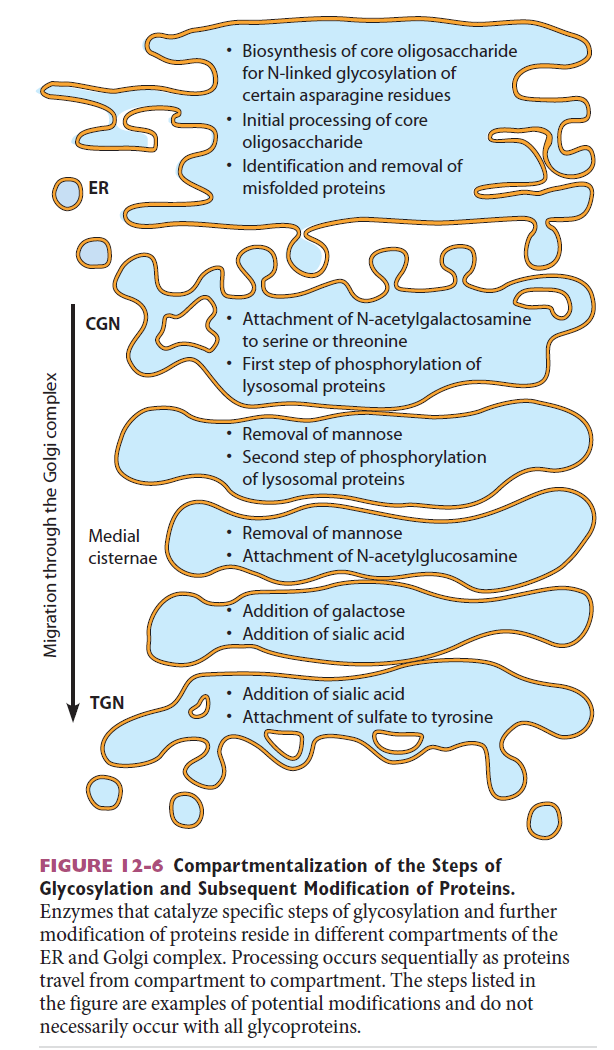 • Biosynthesis of core oligosaccharide
for N-linked glycosylation of
certain asparagine residues
• Initial processing of core
oligosaccharide
• Identification and removal of
misfolded proteins
ER
CGN
• Attachment of N-acetylgalactosamine
to serine or threonine
• First step of phosphorylation of
lysosomal proteins
Migration through the Golgi complex
• Removal of mannose
• Second step of phosphorylation
of lysosomal proteins
Medial
cisternae
• Removal of mannose
• Attachment of N-acetylglucosamine
• Addition of galactose
• Addition of sialic acid
TGN
• Addition of sialic acid
• Attachment of sulfate to tyrosine
FIGURE 12-6 Compartmentalization of the Steps of
Glycosylation and Subsequent Modification of Proteins.
Enzymes that catalyze specific steps of glycosylation and further
modification of proteins reside in different compartments of the
ER and Golgi complex. Processing occurs sequentially as proteins
travel from compartment to compartment. The steps listed in
the figure are examples of potential modifications and do not
necessarily occur with all glycoproteins.